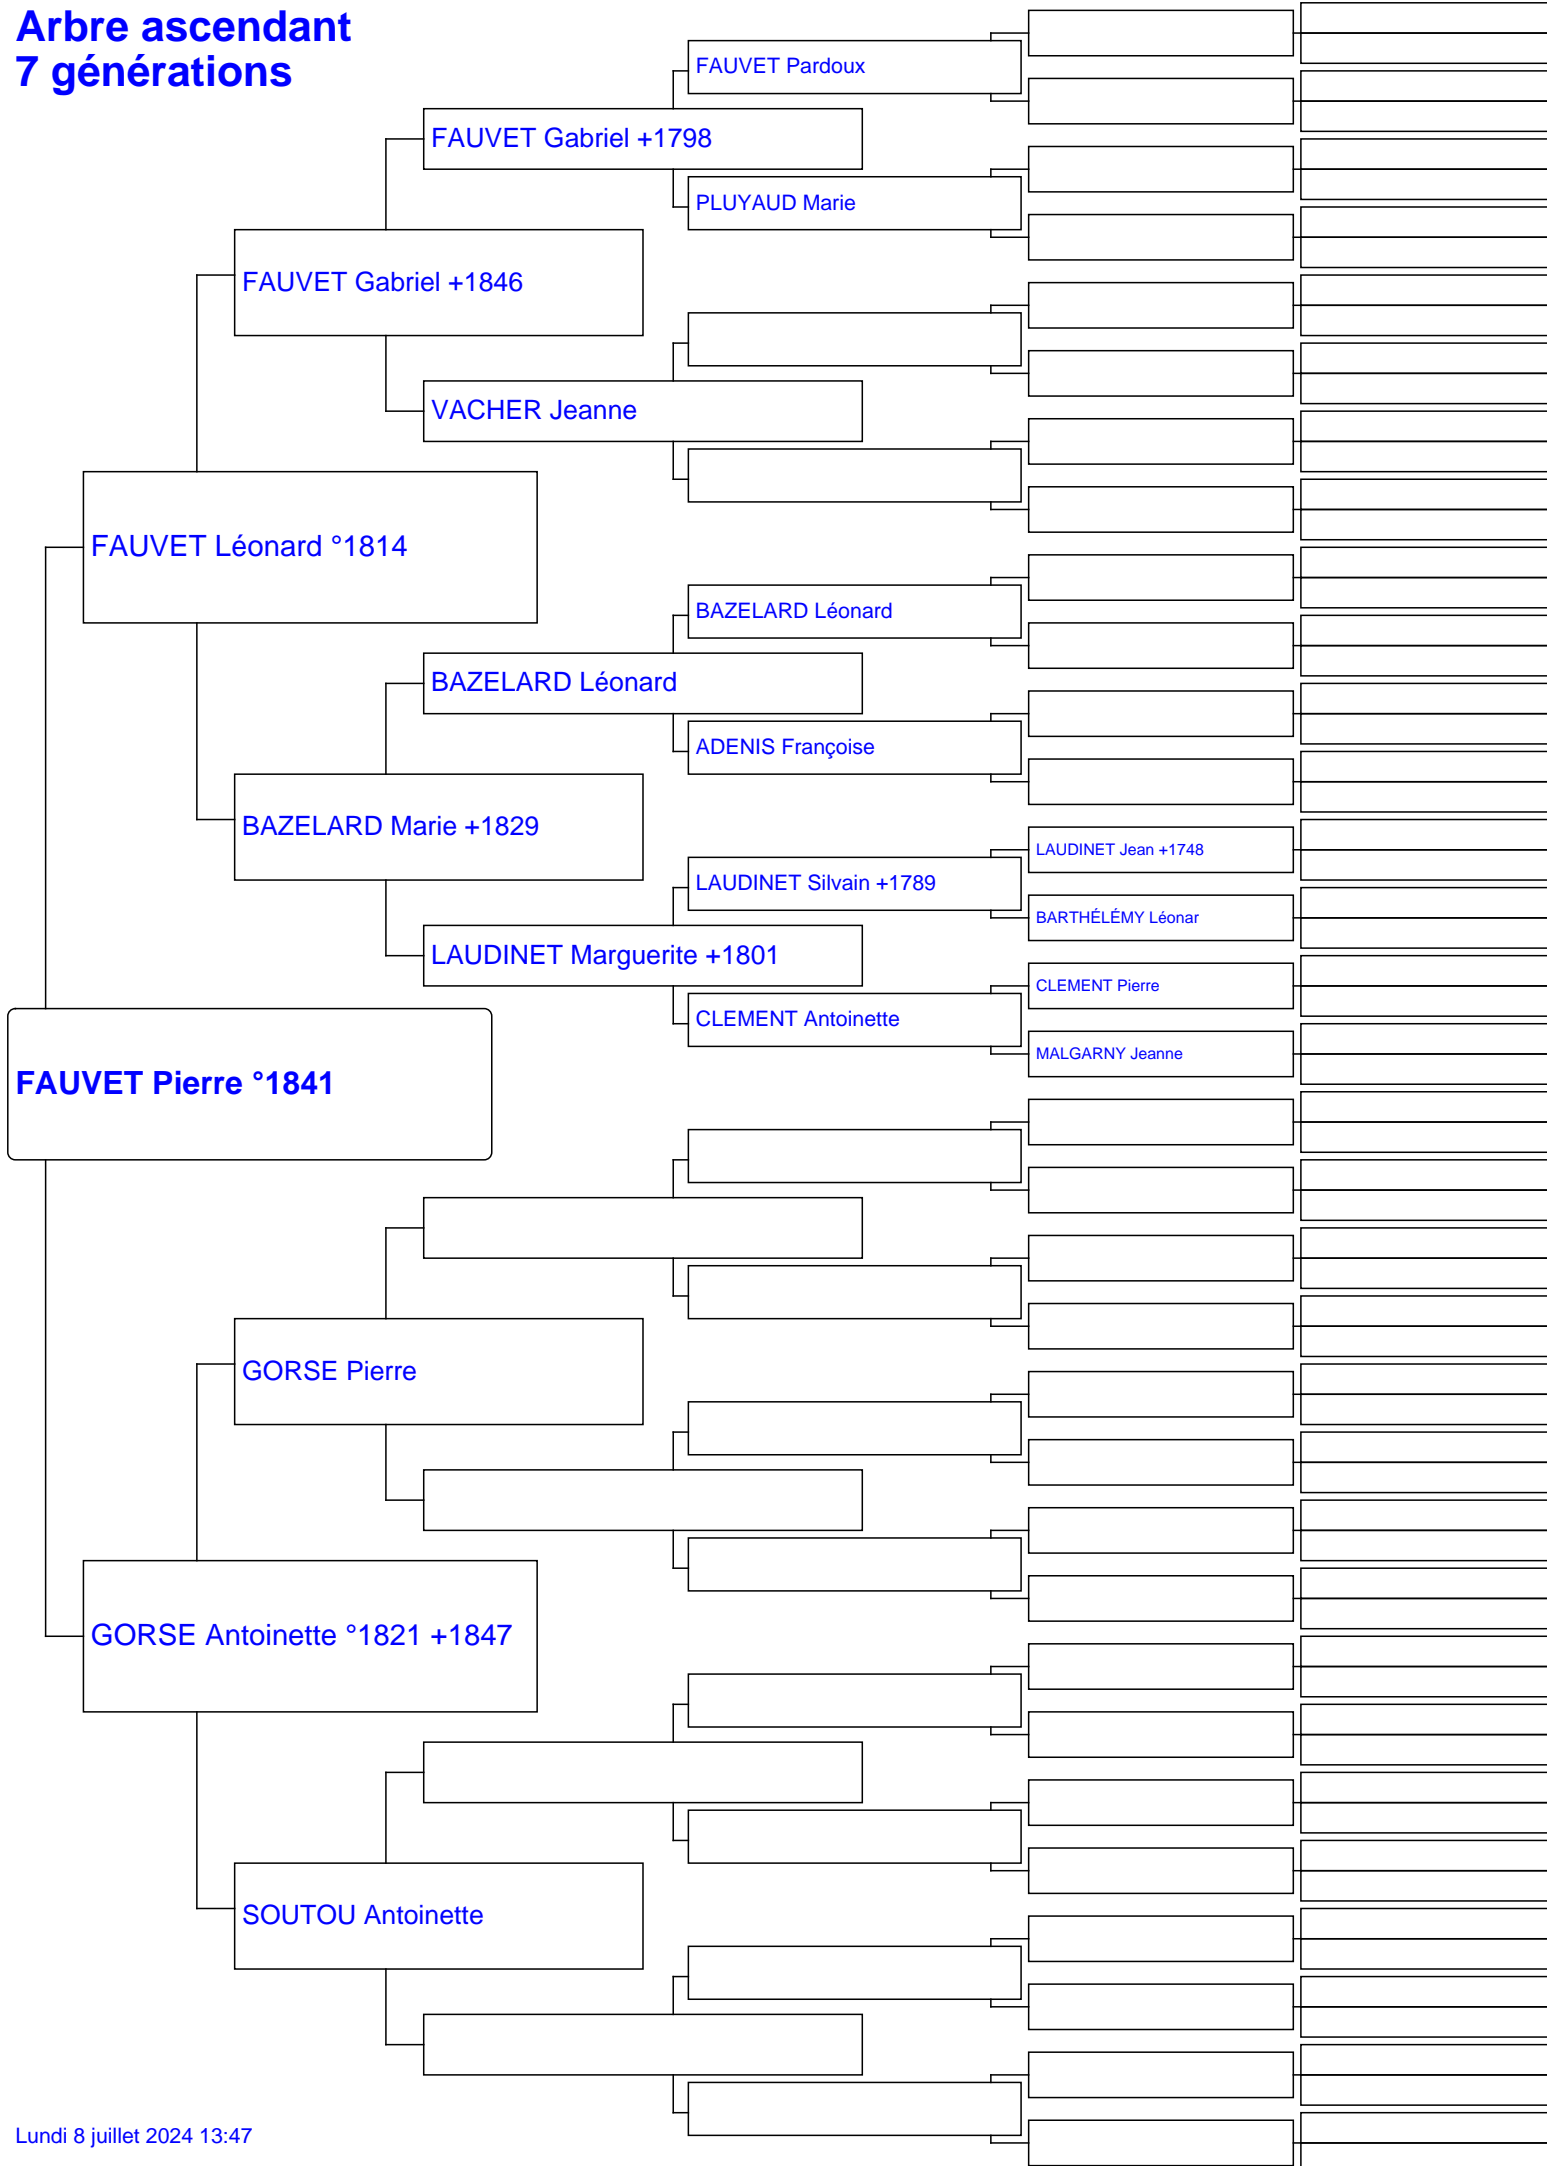 Arbre ascendant
7 générations
FAUVET Pardoux
FAUVET Gabriel +1798
PLUYAUD Marie
FAUVET Gabriel +1846
VACHER Jeanne
FAUVET Léonard °1814
BAZELARD Léonard
BAZELARD Léonard
ADENIS Françoise
BAZELARD Marie +1829
LAUDINET Jean +1748
LAUDINET Silvain +1789
BARTHÉLÉMY Léonar
LAUDINET Marguerite +1801
CLEMENT Pierre
CLEMENT Antoinette
MALGARNY Jeanne
FAUVET Pierre °1841
GORSE Pierre
GORSE Antoinette °1821 +1847
SOUTOU Antoinette
Lundi 8 juillet 2024 13:47